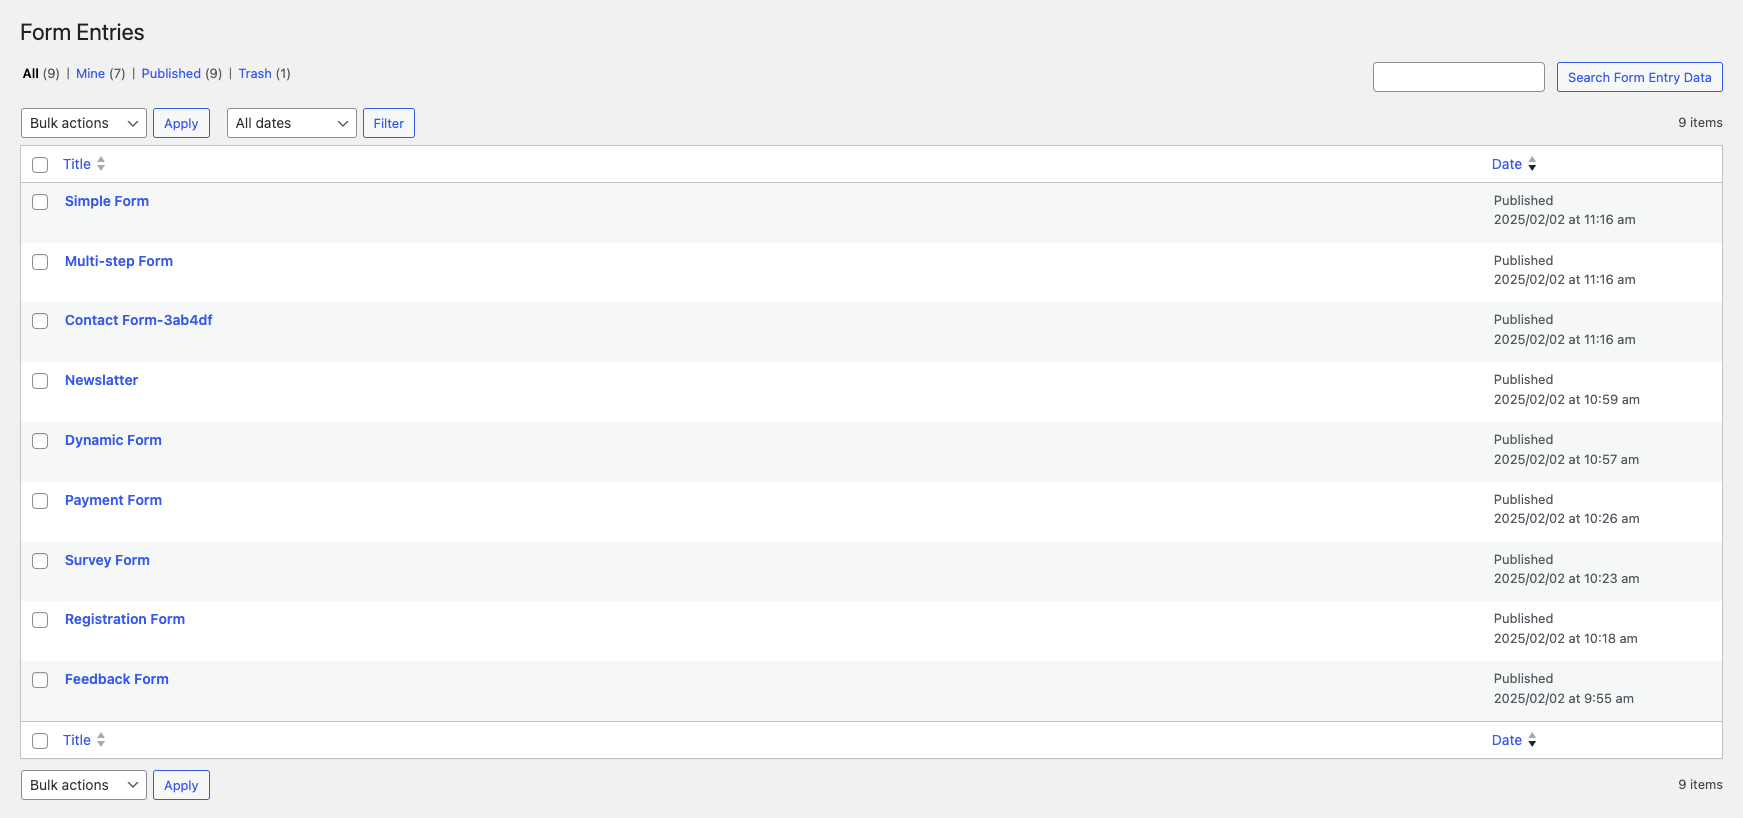 Form Entries
All (9) | Mine (7) | Published (9) | Trash (1)
Search Form Entry Data
Bulk actions Apply All dates Filter 9 items
Title Date
Simple Form Published
2025/02/02 at 11:16 am
Multi-step Form Published
2025/02/02 at 11:16 am
Contact Form-3ab4df Published
2025/02/02 at 11:16 am
Newslatter Published
2025/02/02 at 10:59 am
Dynamic Form Published
2025/02/02 at 10:57 am
Payment Form Published
2025/02/02 at 10:26 am
Survey Form Published
2025/02/02 at 10:23 am
Registration Form Published
2025/02/02 at 10:18 am
Feedback Form Published
2025/02/02 at 9:55 am
Title Date
Bulk actions Apply 9 items